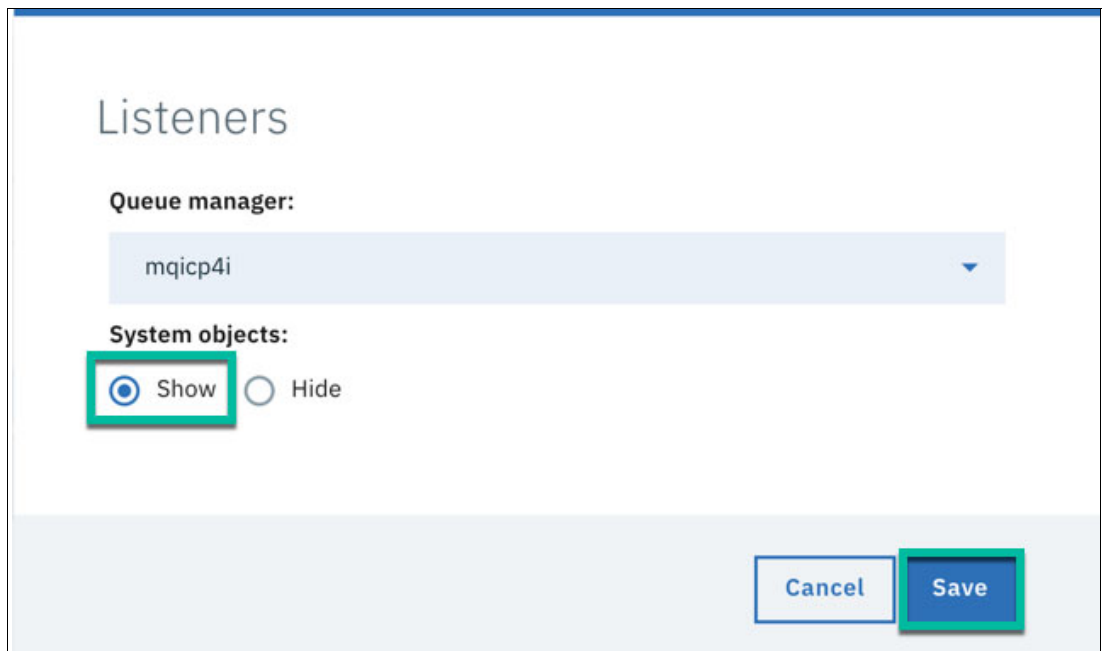 Listeners
Queue manager:
mqicp4i
System objects:
Show Hide
Cancel Save